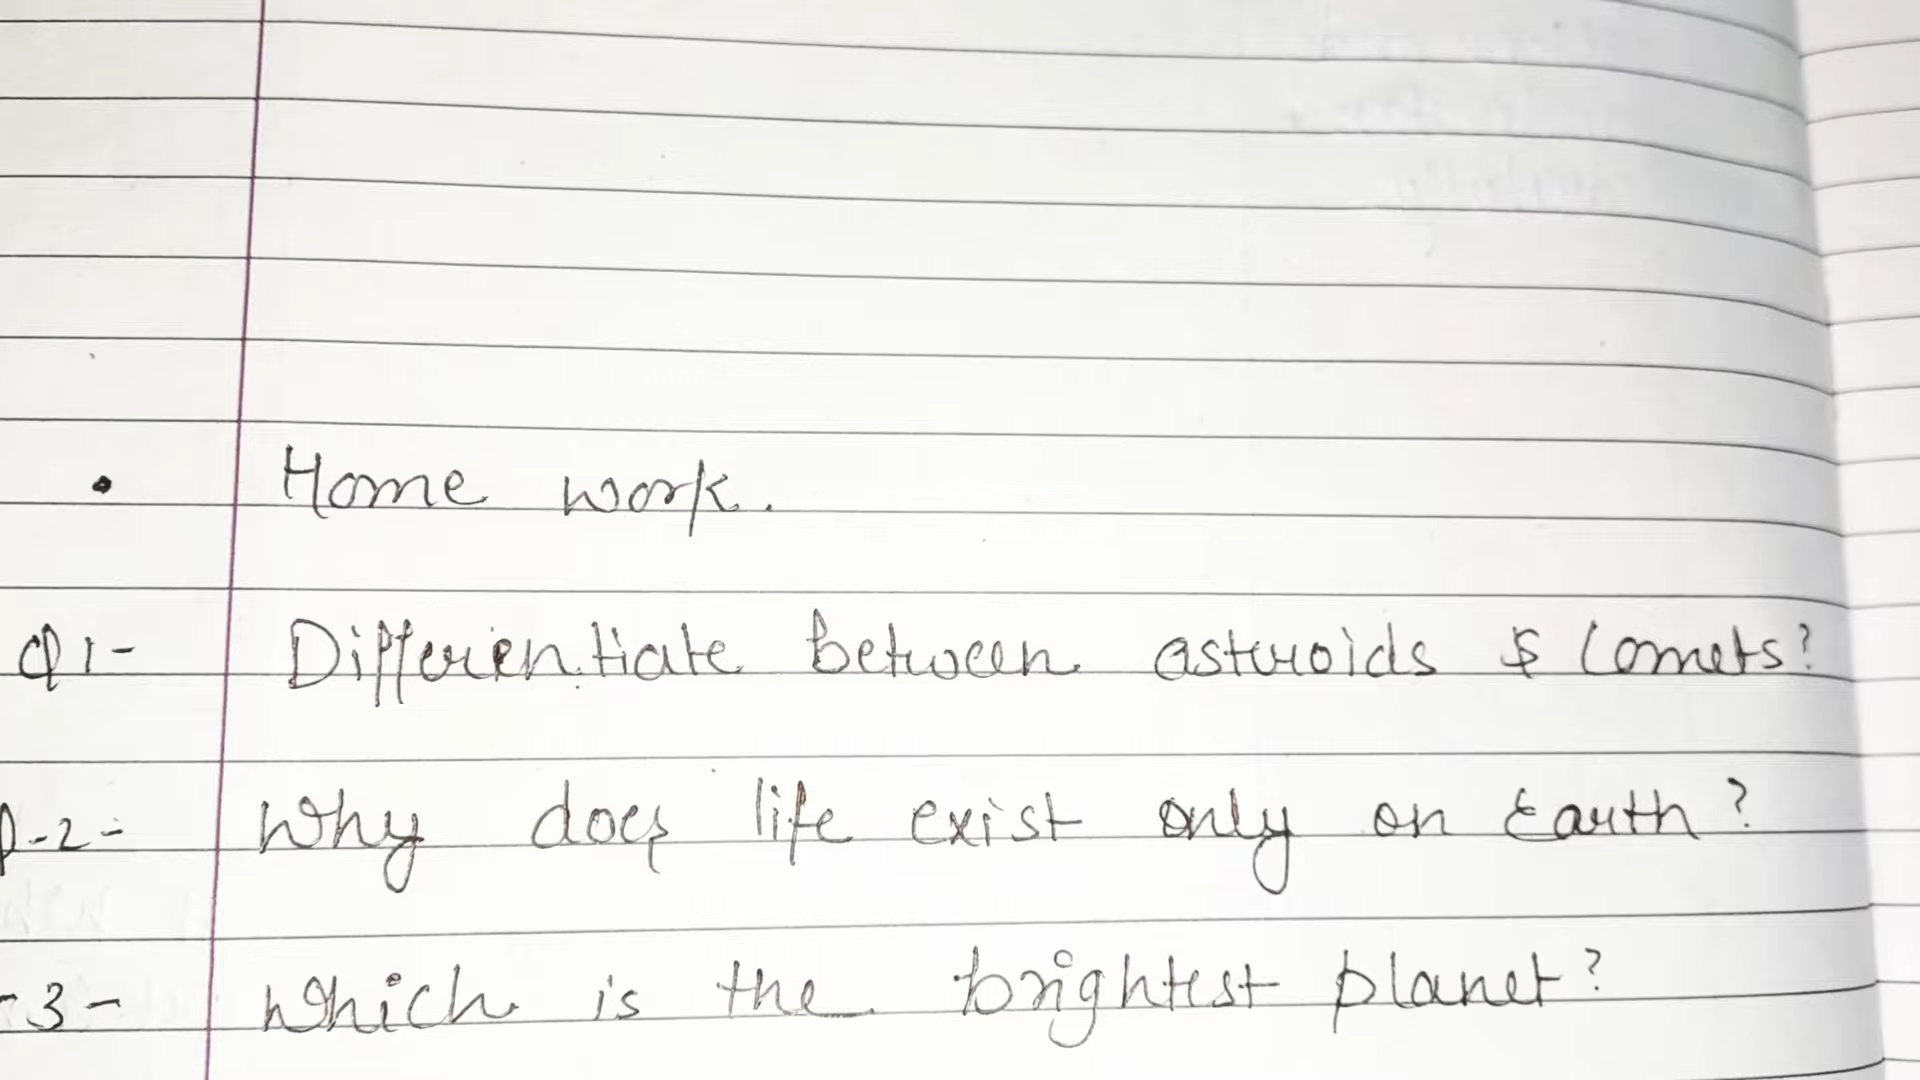 • Home work.
Q1- Differentiate between asteroids & Comets?
Q-2- Why does life exist only on Earth?
-3- Which is the brightest planet?